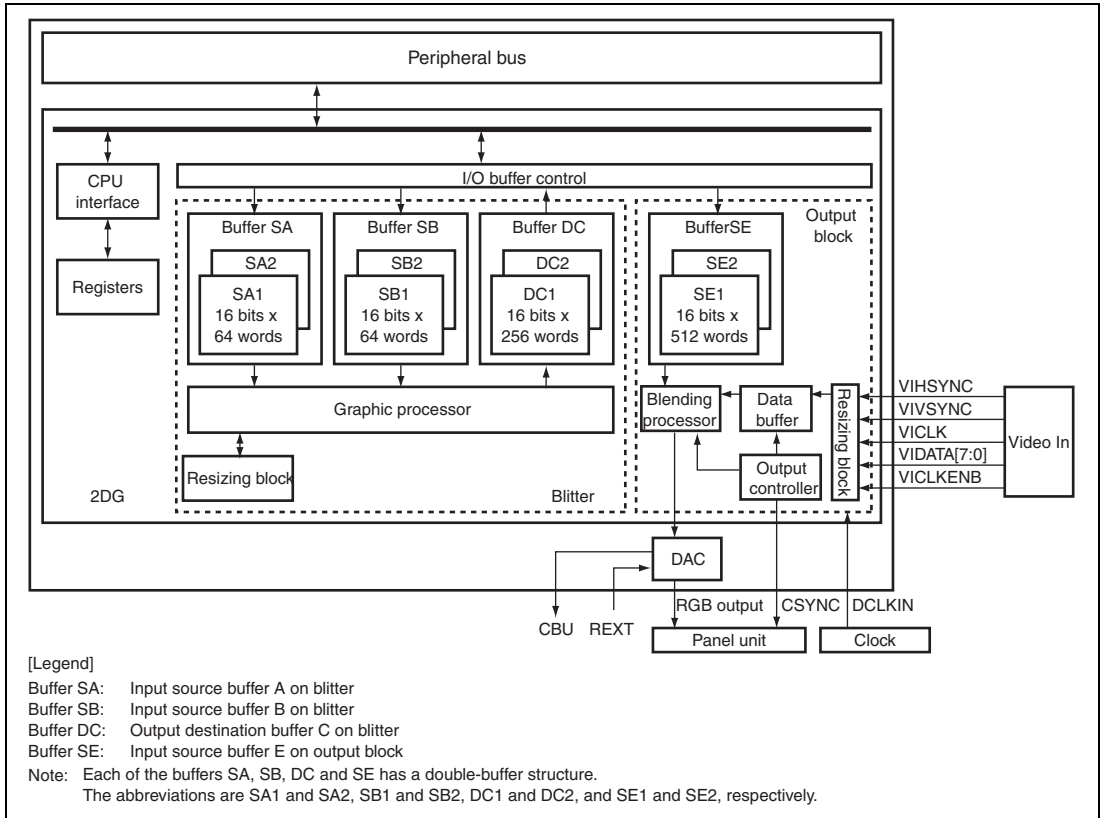 Peripheral bus
CPU
interface
Registers
I/O buffer control
Buffer SA
SA2
SA1
16 bits x
64 words
Buffer SB
SB2
SB1
16 bits x
64 words
Buffer DC
DC2
DC1
16 bits x
256 words
BufferSE
SE2
SE1
16 bits x
512 words
Output
block
Graphic processor
Resizing block
2DG
Blitter
Blending
processor
Data
buffer
Output
controller
Resizing block
VIHSYNC
VIVSYNC
VICLK
VIDATA[7:0]
VICLKENB
Video In
DAC
CBU
REXT
RGB output
CSYNC
DCLKIN
Panel unit
Clock
[Legend]
Buffer SA: Input source buffer A on blitter
Buffer SB: Input source buffer B on blitter
Buffer DC: Output destination buffer C on blitter
Buffer SE: Input source buffer E on output block
Note: Each of the buffers SA, SB, DC and SE has a double-buffer structure.
The abbreviations are SA1 and SA2, SB1 and SB2, DC1 and DC2, and SE1 and SE2, respectively.